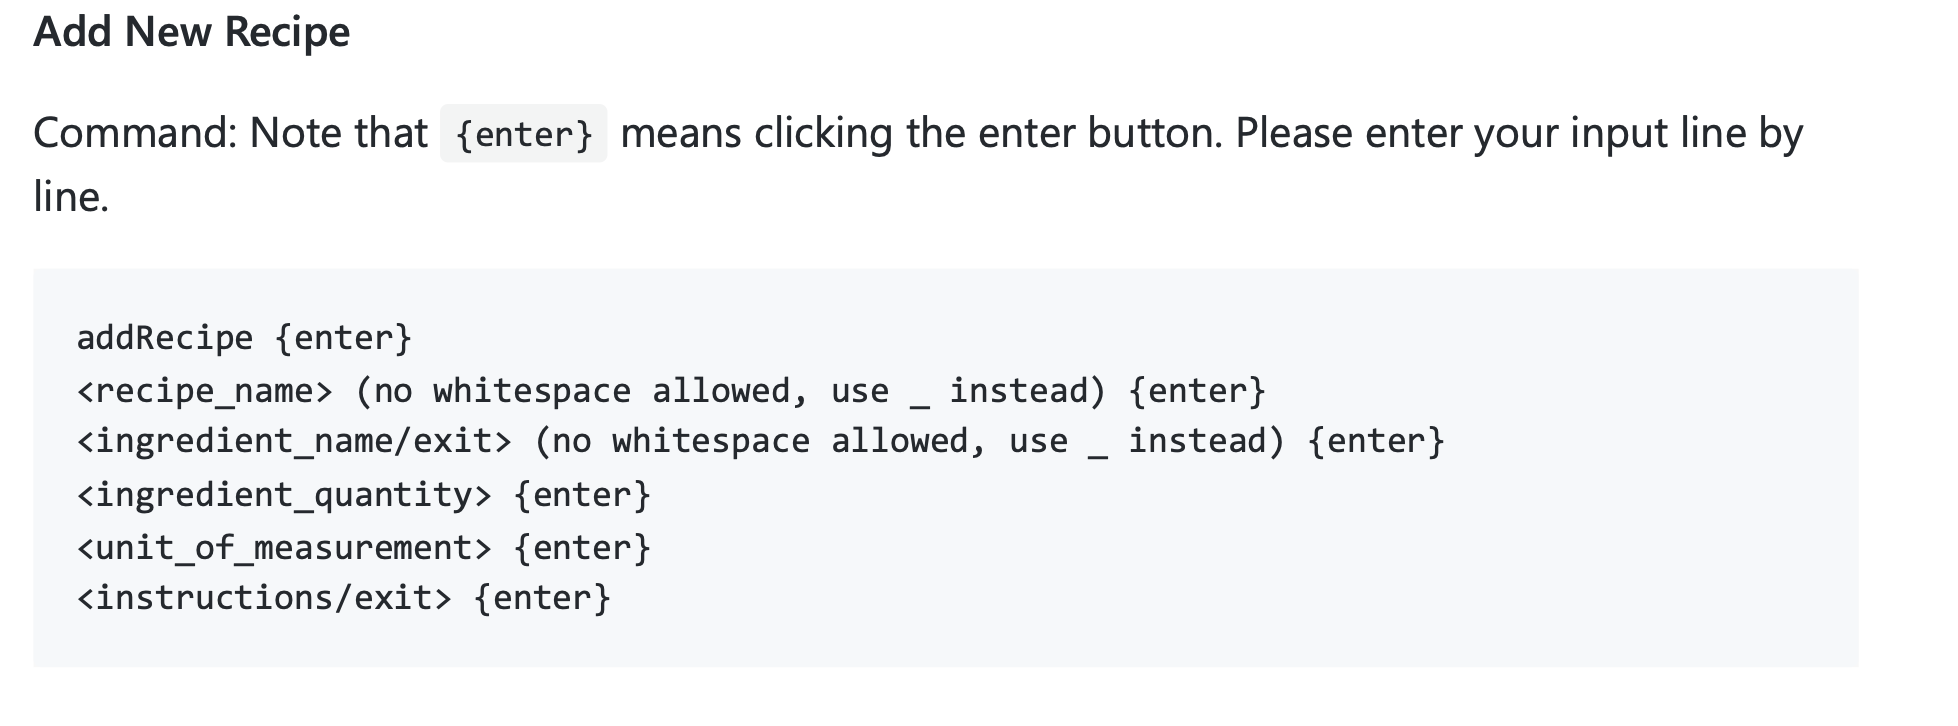 Add New Recipe
Command: Note that {enter} means clicking the enter button. Please enter your input line by
line.
addRecipe {enter}
<recipe_name> (no whitespace allowed, use _ instead) {enter}
<ingredient_name/exit> (no whitespace allowed, use _ instead) {enter}
<ingredient_quantity> {enter}
<unit_of_measurement> {enter}
<instructions/exit> {enter}